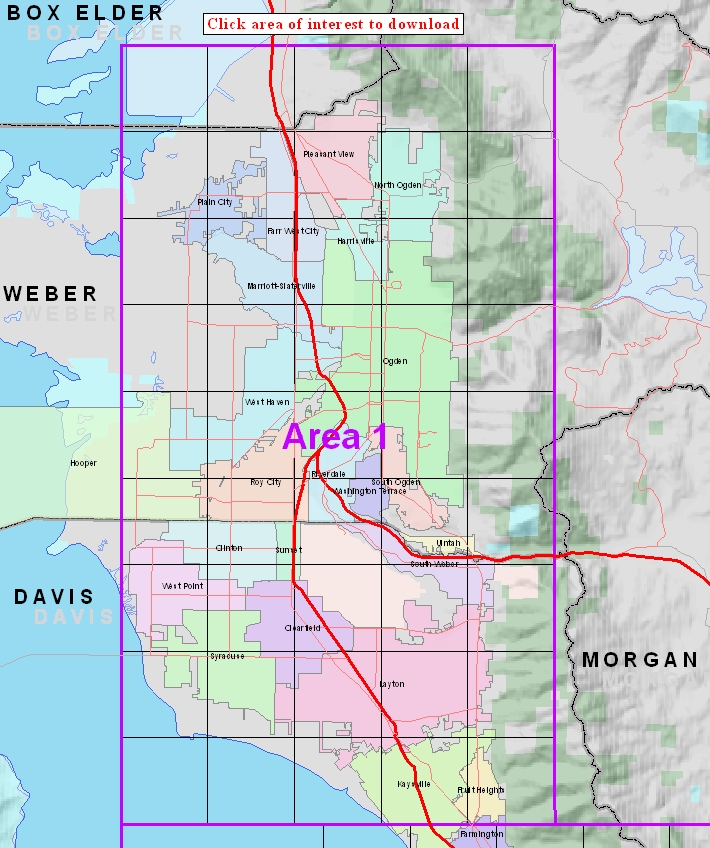 BOX ELDER
BOX ELDER
Click area of interest to download
Pleasant View
North Ogden
Plain City
Farr West City
Harrisville
Marriott-Slaterville
WEBER
WEBER
Ogden
West Haven
Area 1
Hooper
Riverdale
Roy City
South Ogden
Washington Terrace
Clinton
Sunset
Uintah
South Weber
West Point
DAVIS
DAVIS
Clearfield
Syracuse
MORGAN
Layton
Kaysville
Fruit Heights
Farmington